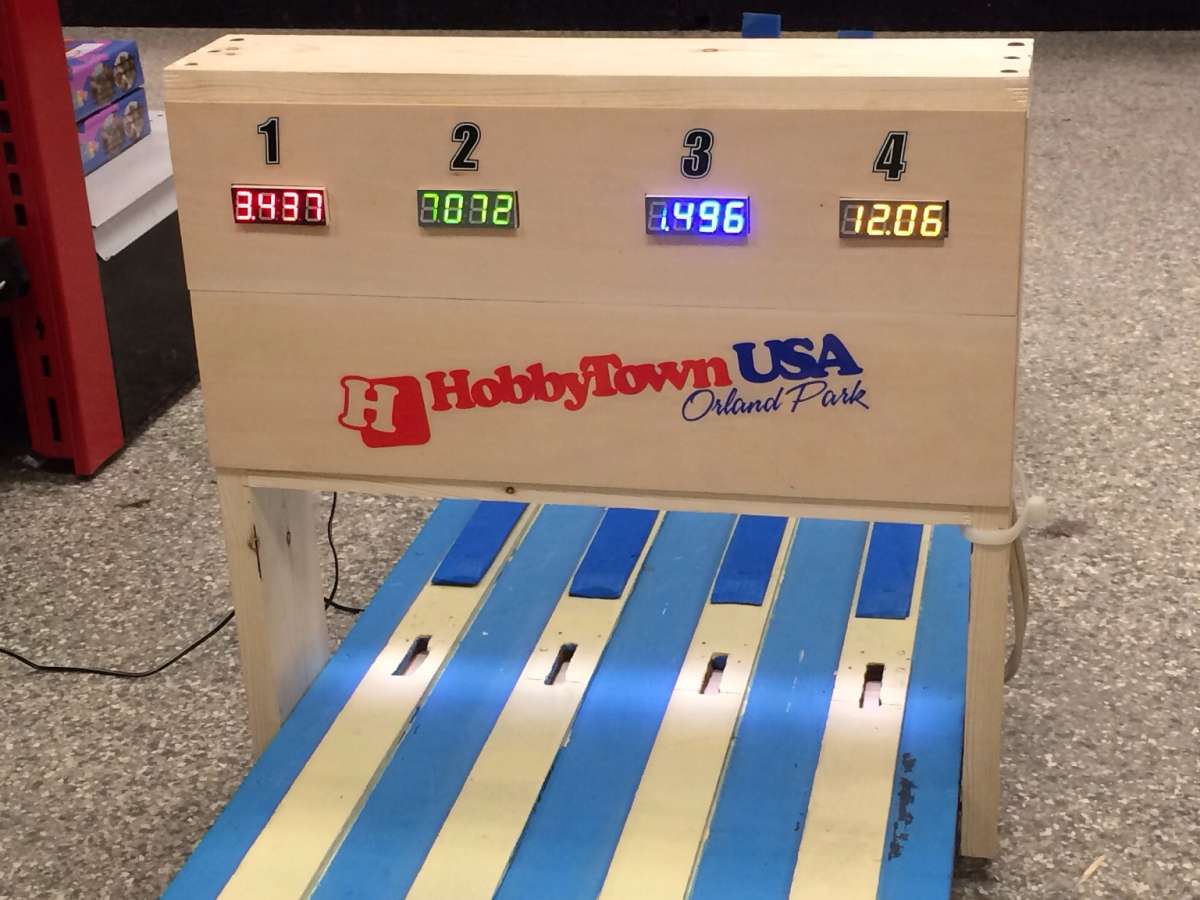 1 2 3 4
3.437 7.072 1.496 12.06
H HobbyTown USA
Orland Park